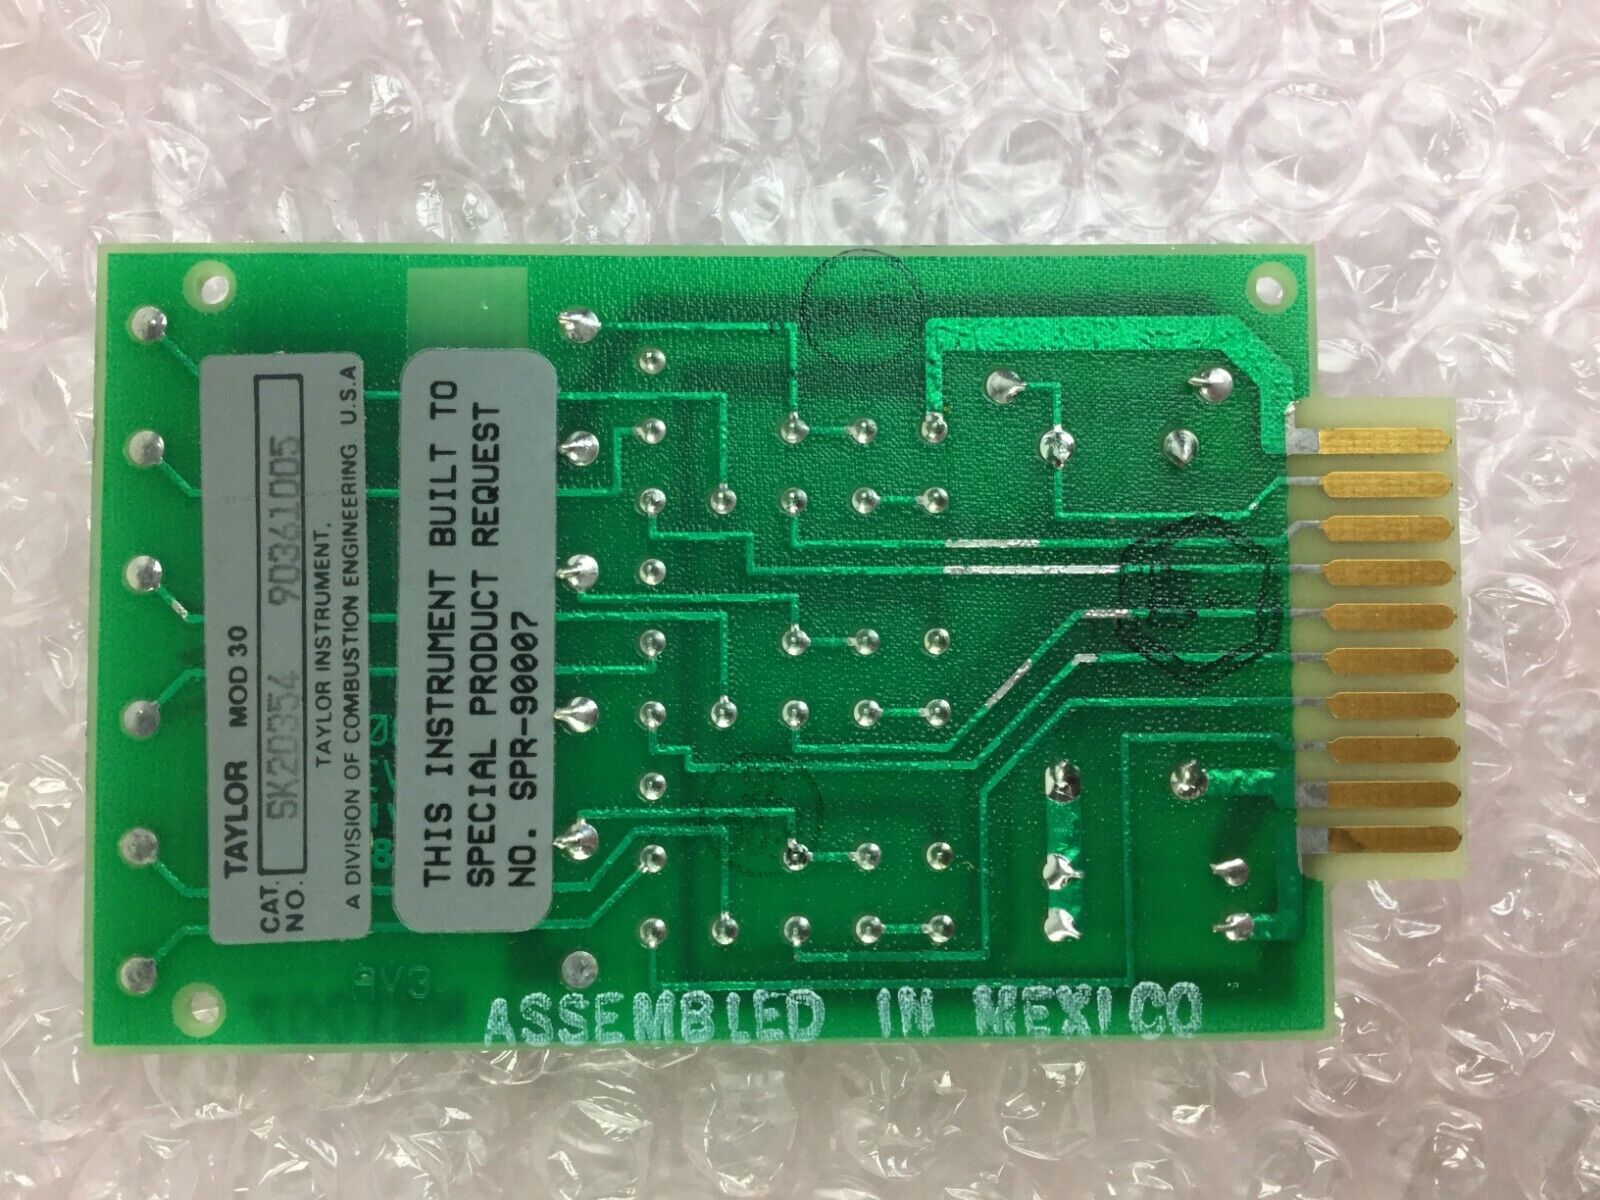 TAYLOR MOD 30
CAT. NO. SK20354 90361005
TAYLOR INSTRUMENT.
A DIVISION OF COMBUSTION ENGINEERING U.S.A
THIS INSTRUMENT BUILT TO
SPECIAL PRODUCT REQUEST
NO. SPR-90007
ASSEMBLED IN MEXICO